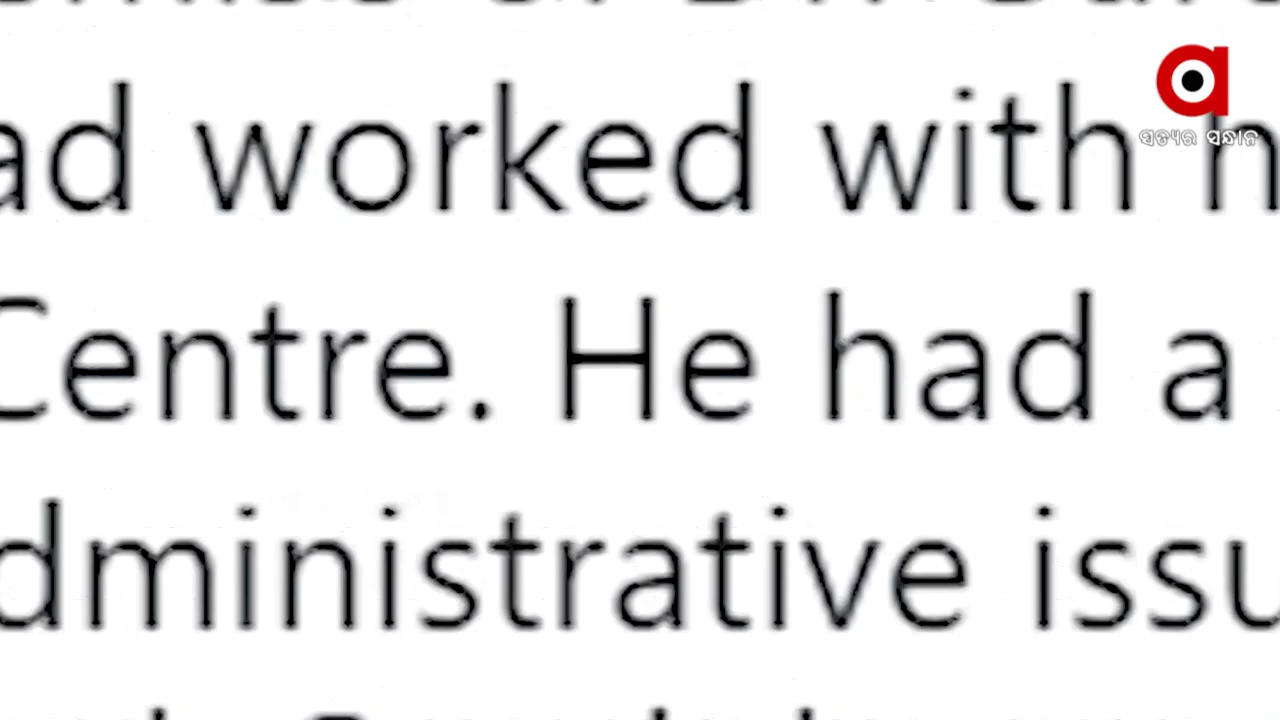 ad worked with h
Centre. He had a
dministrative issu
ସତ୍ୟର ସନ୍ଧାନ